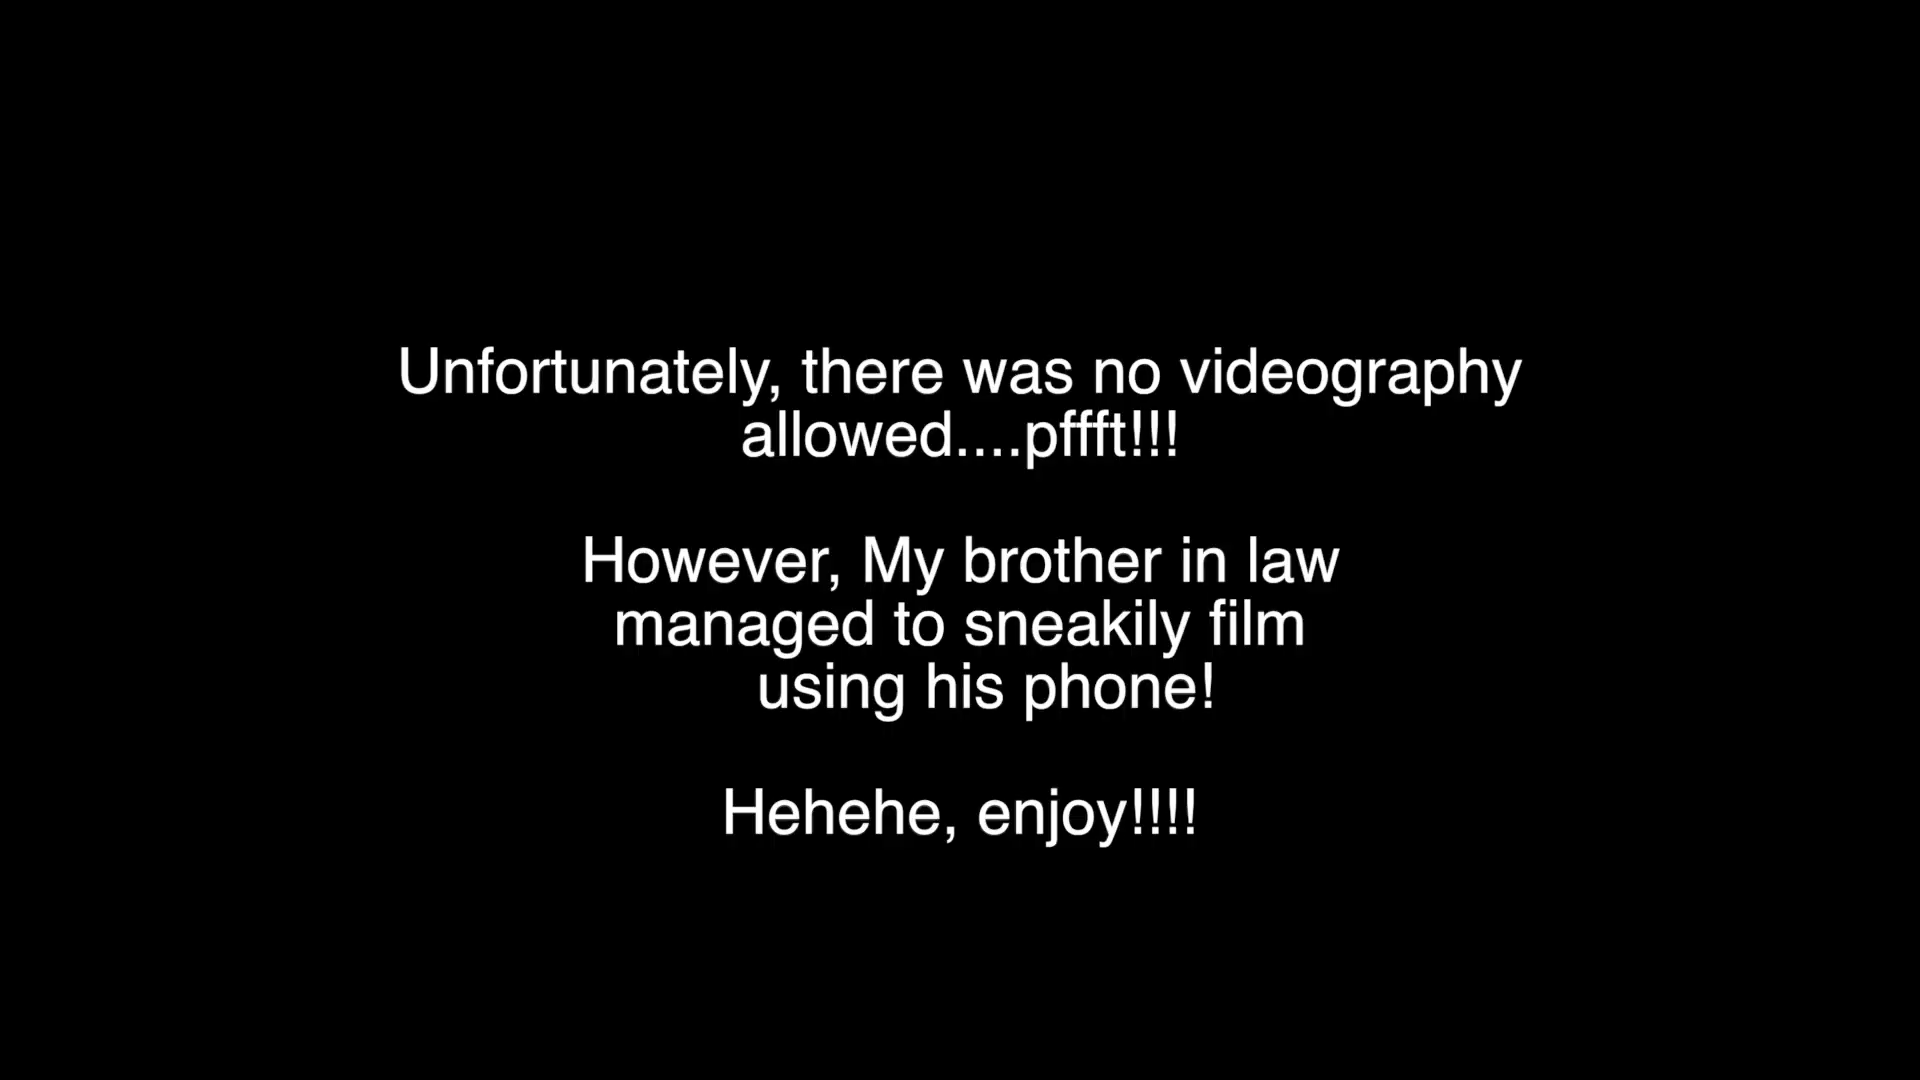 Unfortunately, there was no videography
allowed....pffft!!!
However, My brother in law
managed to sneakily film
using his phone!
Hehehe, enjoy!!!!